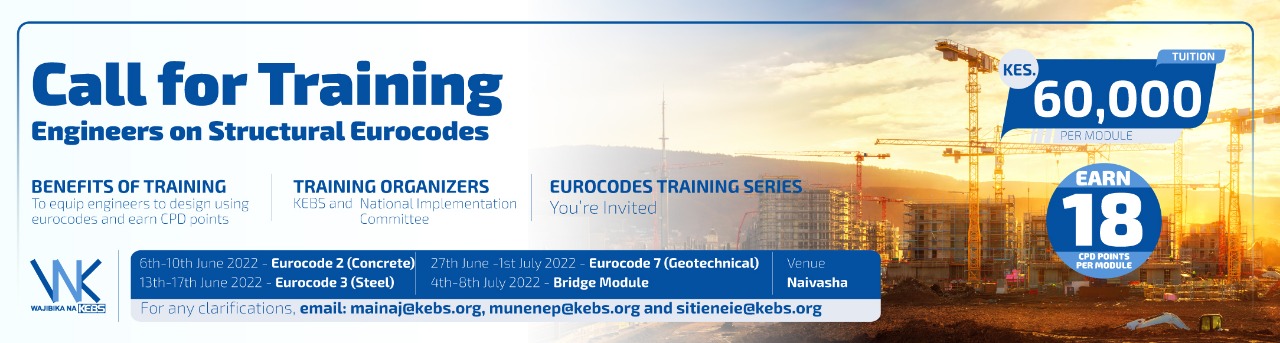 Call for Training
Engineers on Structural Eurocodes
BENEFITS OF TRAINING
To equip engineers to design using
eurocodes and earn CPD points
TRAINING ORGANIZERS
KEBS and National Implementation
Committee
EUROCODES TRAINING SERIES
You're Invited
KES.
TUITION
60,000
PER MODULE
EARN
18
CPD POINTS
PER MODULE
WNK
WAJIBIKA NA KEBS
6th-10th June 2022 - Eurocode 2 (Concrete)
13th-17th June 2022 - Eurocode 3 (Steel)
27th June -1st July 2022 - Eurocode 7 (Geotechnical)
4th-8th July 2022 - Bridge Module
Venue
Naivasha
For any clarifications, email: mainaj@kebs.org, munenep@kebs.org and sitieneie@kebs.org